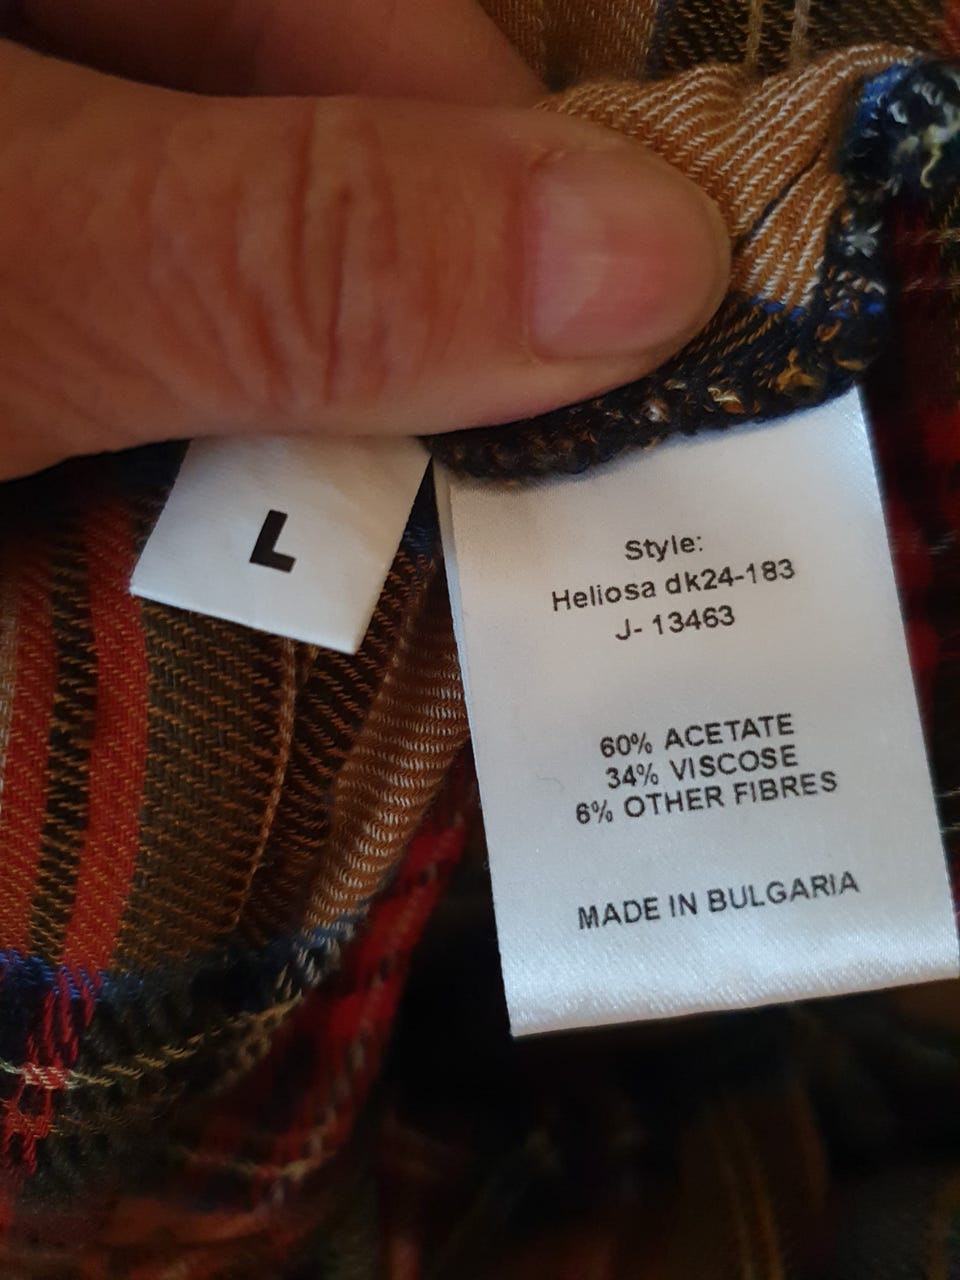 L
Style:
Heliosa dk24-183
J- 13463
60% ACETATE
34% VISCOSE
6% OTHER FIBRES
MADE IN BULGARIA